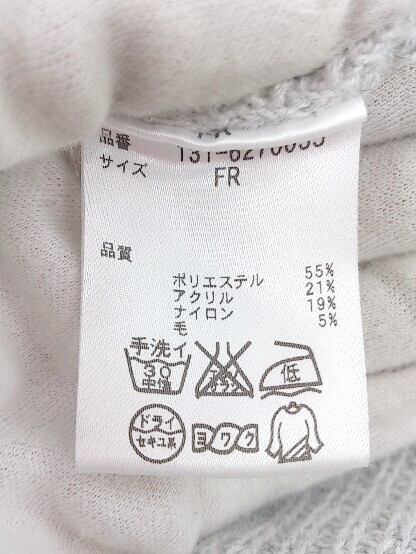 品番
131-6270035
サイズ
FR
品質
ポリエステル 55%
アクリル 21%
ナイロン 19%
毛 5%
手洗イ
30
中性
低
ドライ
セキユ系
ヨワク